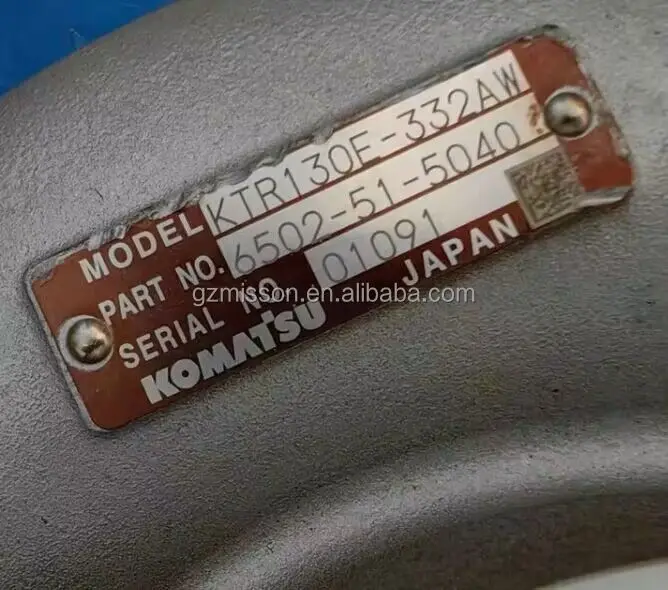 MODEL KTR130E-332AW
PART NO. 6502-51-5040
SERIAL NO. 01091
KOMATSU JAPAN
gzmisson.en.alibaba.com